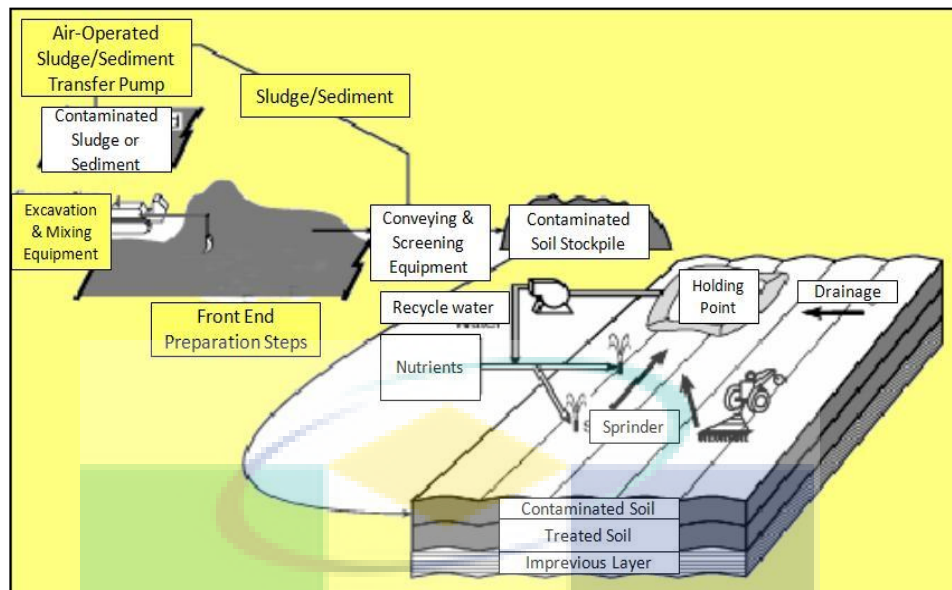 Air-Operated
Sludge/Sediment
Transfer Pump
Sludge/Sediment
Contaminated
Sludge or
Sediment
Excavation
& Mixing
Equipment
Conveying &
Screening
Equipment
Contaminated
Soil Stockpile
Front End
Preparation Steps
Recycle water
Holding
Point
Drainage
Nutrients
Sprinder
Contaminated Soil
Treated Soil
Imprevious Layer